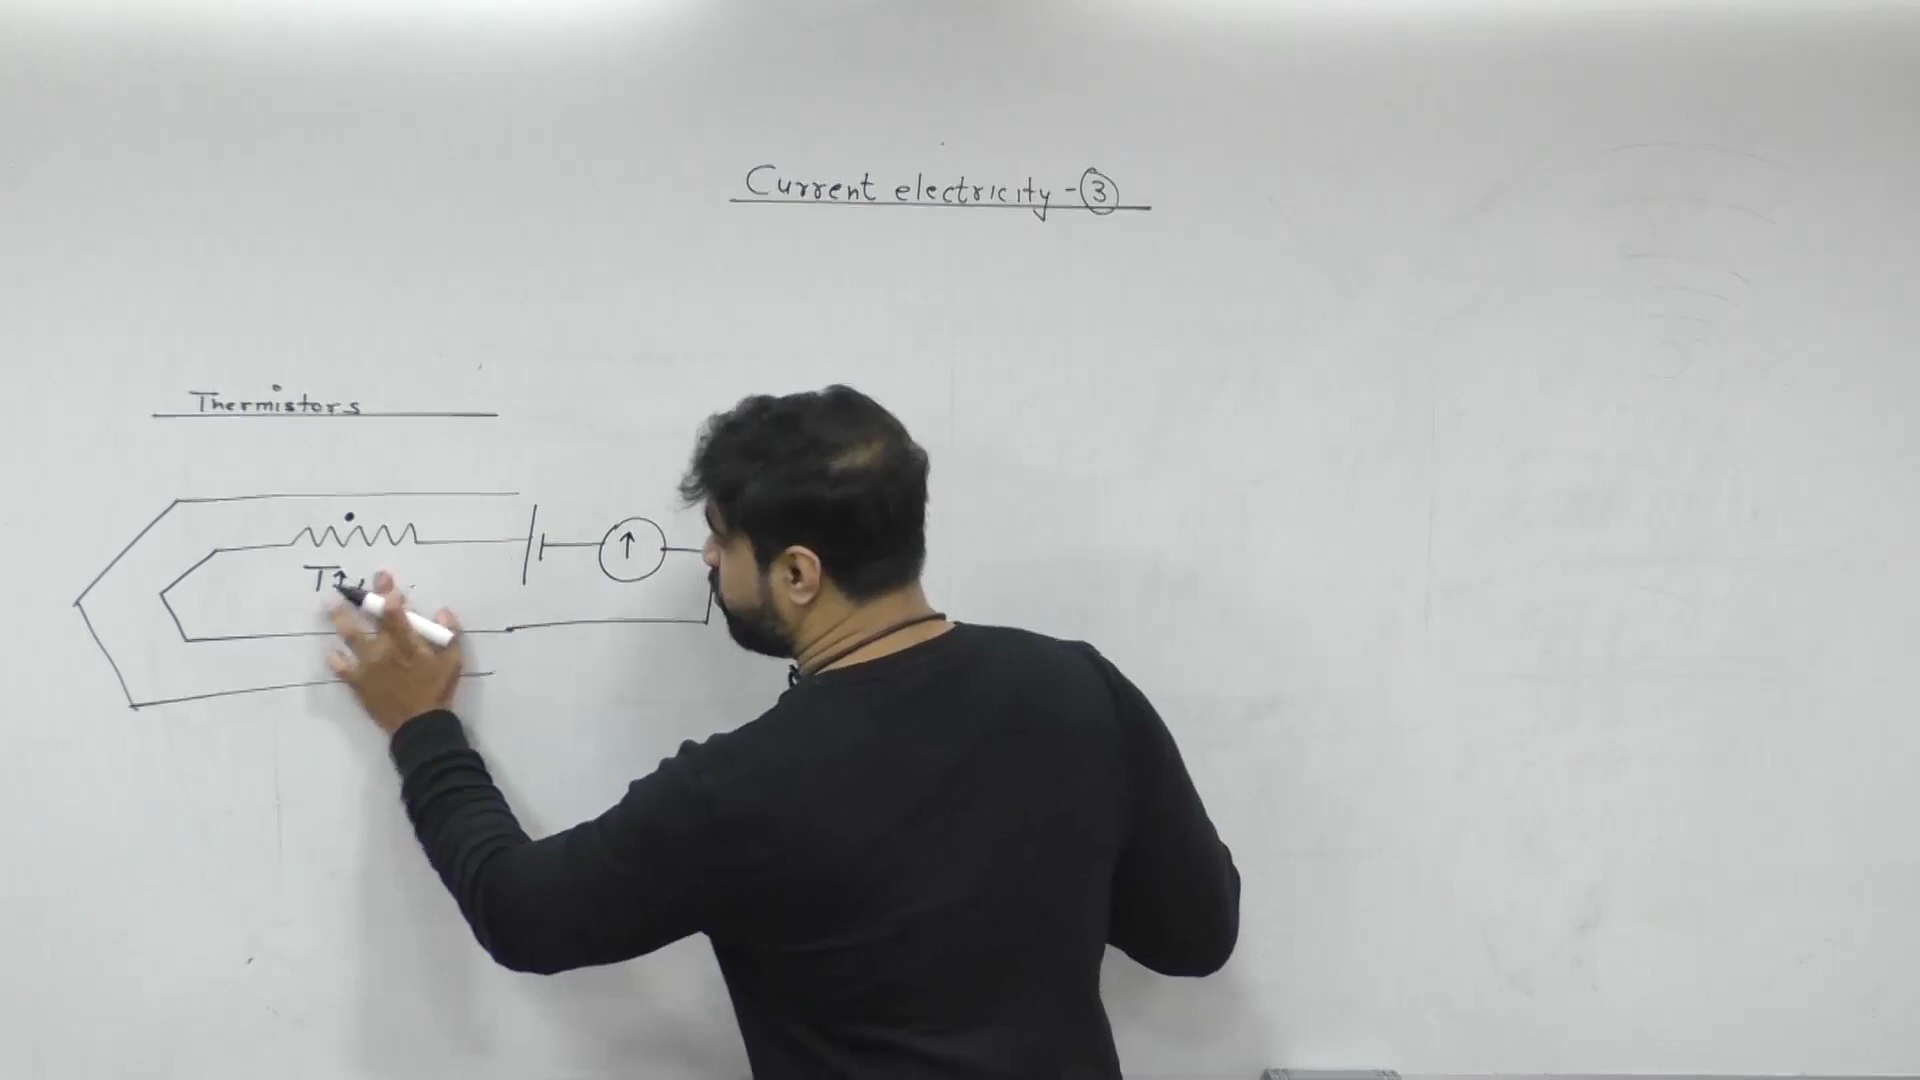 Current electricity - 3
Thermistors
T↑